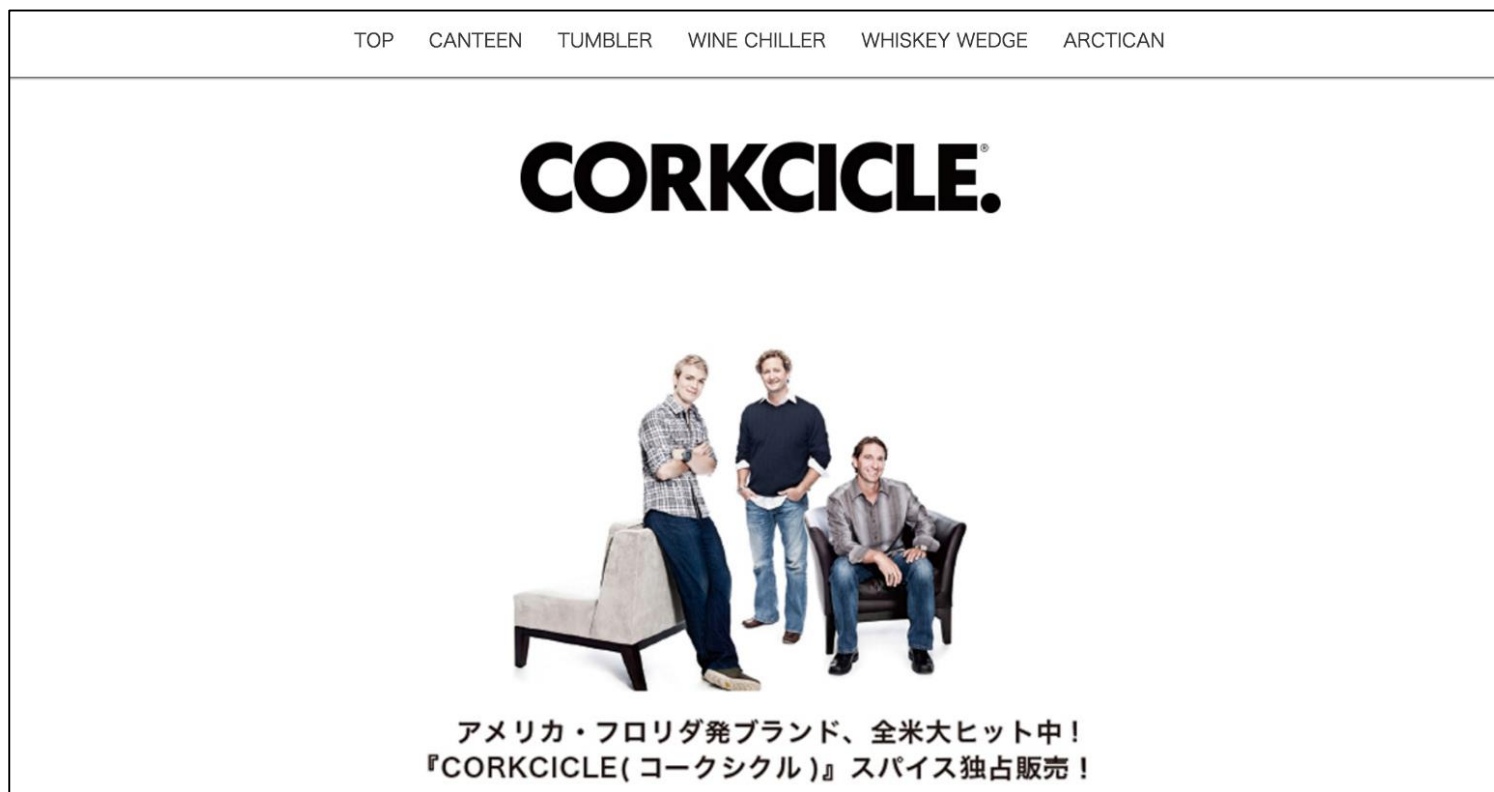 TOP CANTEEN TUMBLER WINE CHILLER WHISKEY WEDGE ARCTICAN
CORKCICLE.®
アメリカ・フロリダ発ブランド、全米大ヒット中！
『CORKCICLE(コークシクル)』スパイス独占販売！